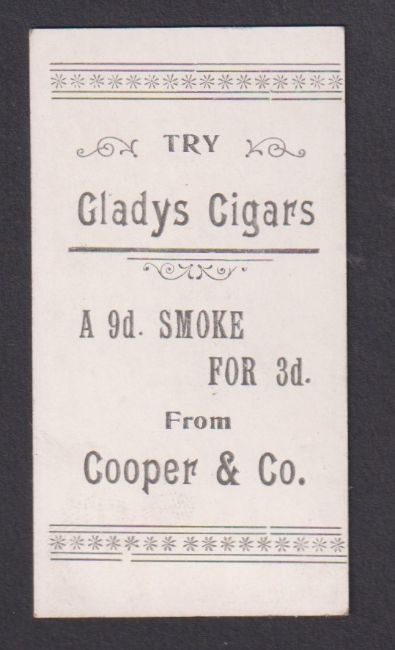 TRY
Gladys Cigars
A 9d. SMOKE
FOR 3d.
From
Cooper & Co.